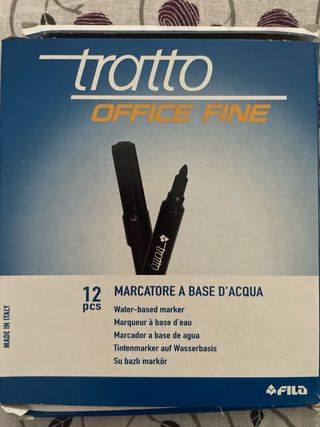 tratto
OFFICE FINE
tratto
12 pcs
MARCATORE A BASE D'ACQUA
Water-based marker
Marqueur à base d'eau
Marcador a base de agua
Tintenmarker auf Wasserbasis
Su bazlı markör
MADE IN ITALY
FILA